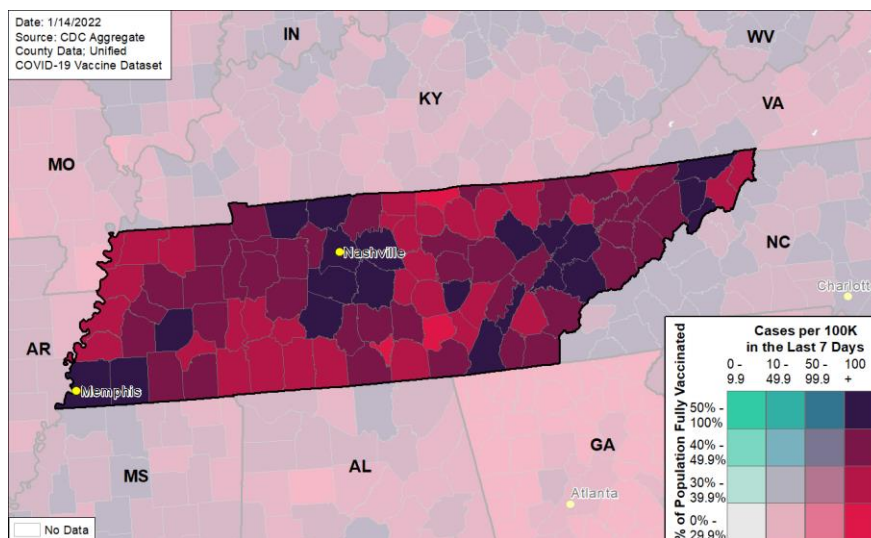 Date: 1/14/2022
Source: CDC Aggregate
County Data; Unified
COVID-19 Vaccine Dataset
IN
WV
KY
VA
MO
Nashville
NC
Charlott
AR
Memphis
MS
AL
GA
Atlanta
No Data
Cases per 100K
in the Last 7 Days
0 -
9.9
10 -
49.9
50 -
99.9
100
+
% of Population Fully Vaccinated
50% -
100%
40% -
49.9%
30% -
39.9%
0% -
29.9%